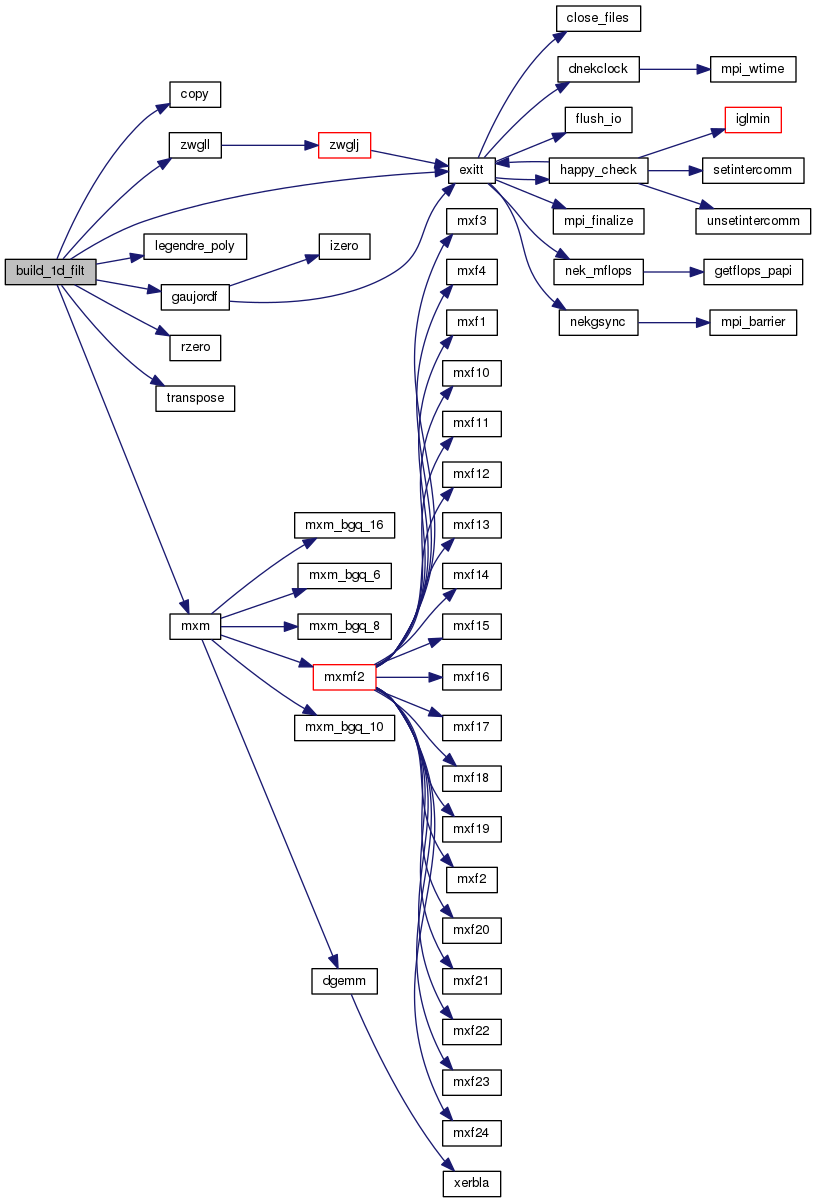 close_files
dnekclock
mpi_wtime
copy
flush_io
iglmin
zwgll
zwglj
exitt
happy_check
setintercomm
mxf3
mpi_finalize
unsetintercomm
legendre_poly
izero
build_1d_filt
mxf4
nek_mflops
getflops_papi
gaujordf
mxf1
nekgsync
mpi_barrier
rzero
mxf10
transpose
mxf11
mxf12
mxm_bgq_16
mxf13
mxm_bgq_6
mxf14
mxm
mxm_bgq_8
mxf15
mxmf2
mxf16
mxm_bgq_10
mxf17
mxf18
mxf19
mxf2
mxf20
dgemm
mxf21
mxf22
mxf23
mxf24
xerbla